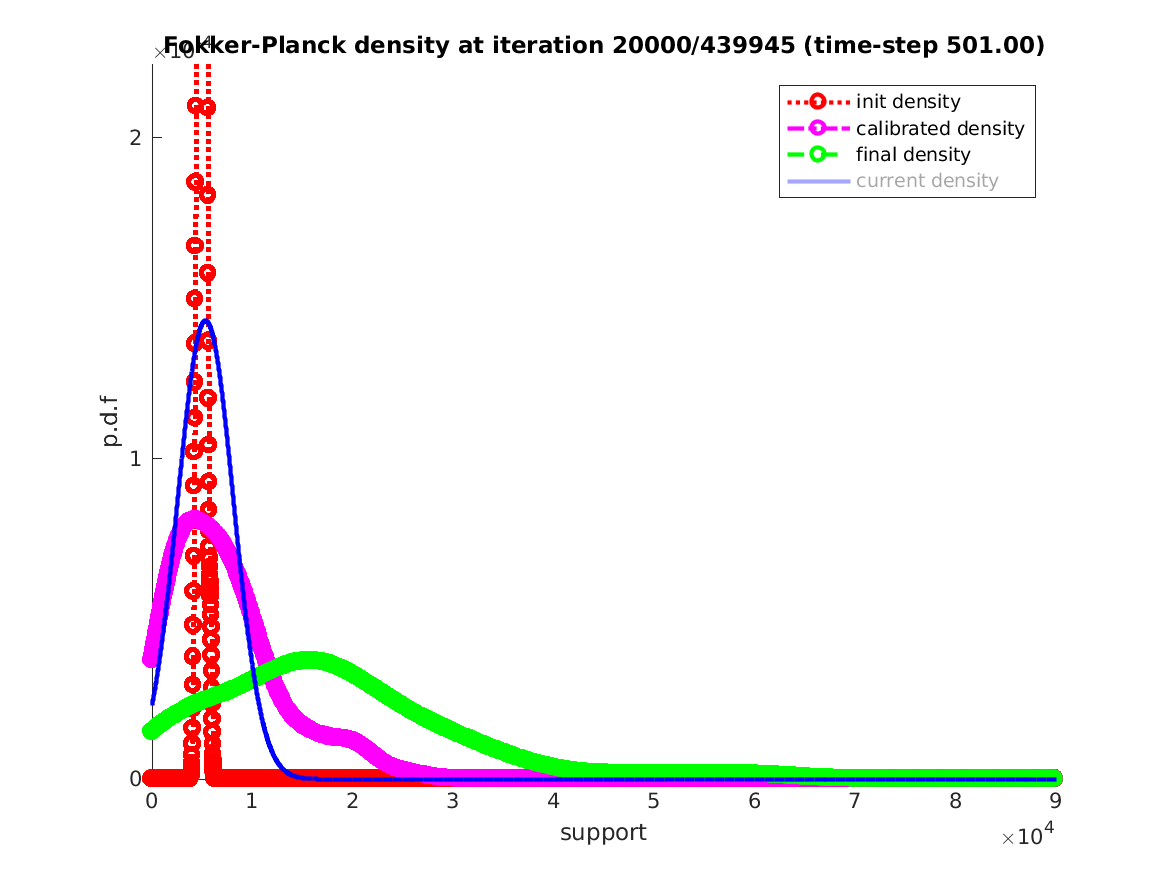 Fokker-Planck density at iteration 20000/439945 (time-step 501.00)
init density
calibrated density
final density
current density
2
1
0
p.d.f
0 1 2 3 4 5 6 7 8 9
support
×10^4